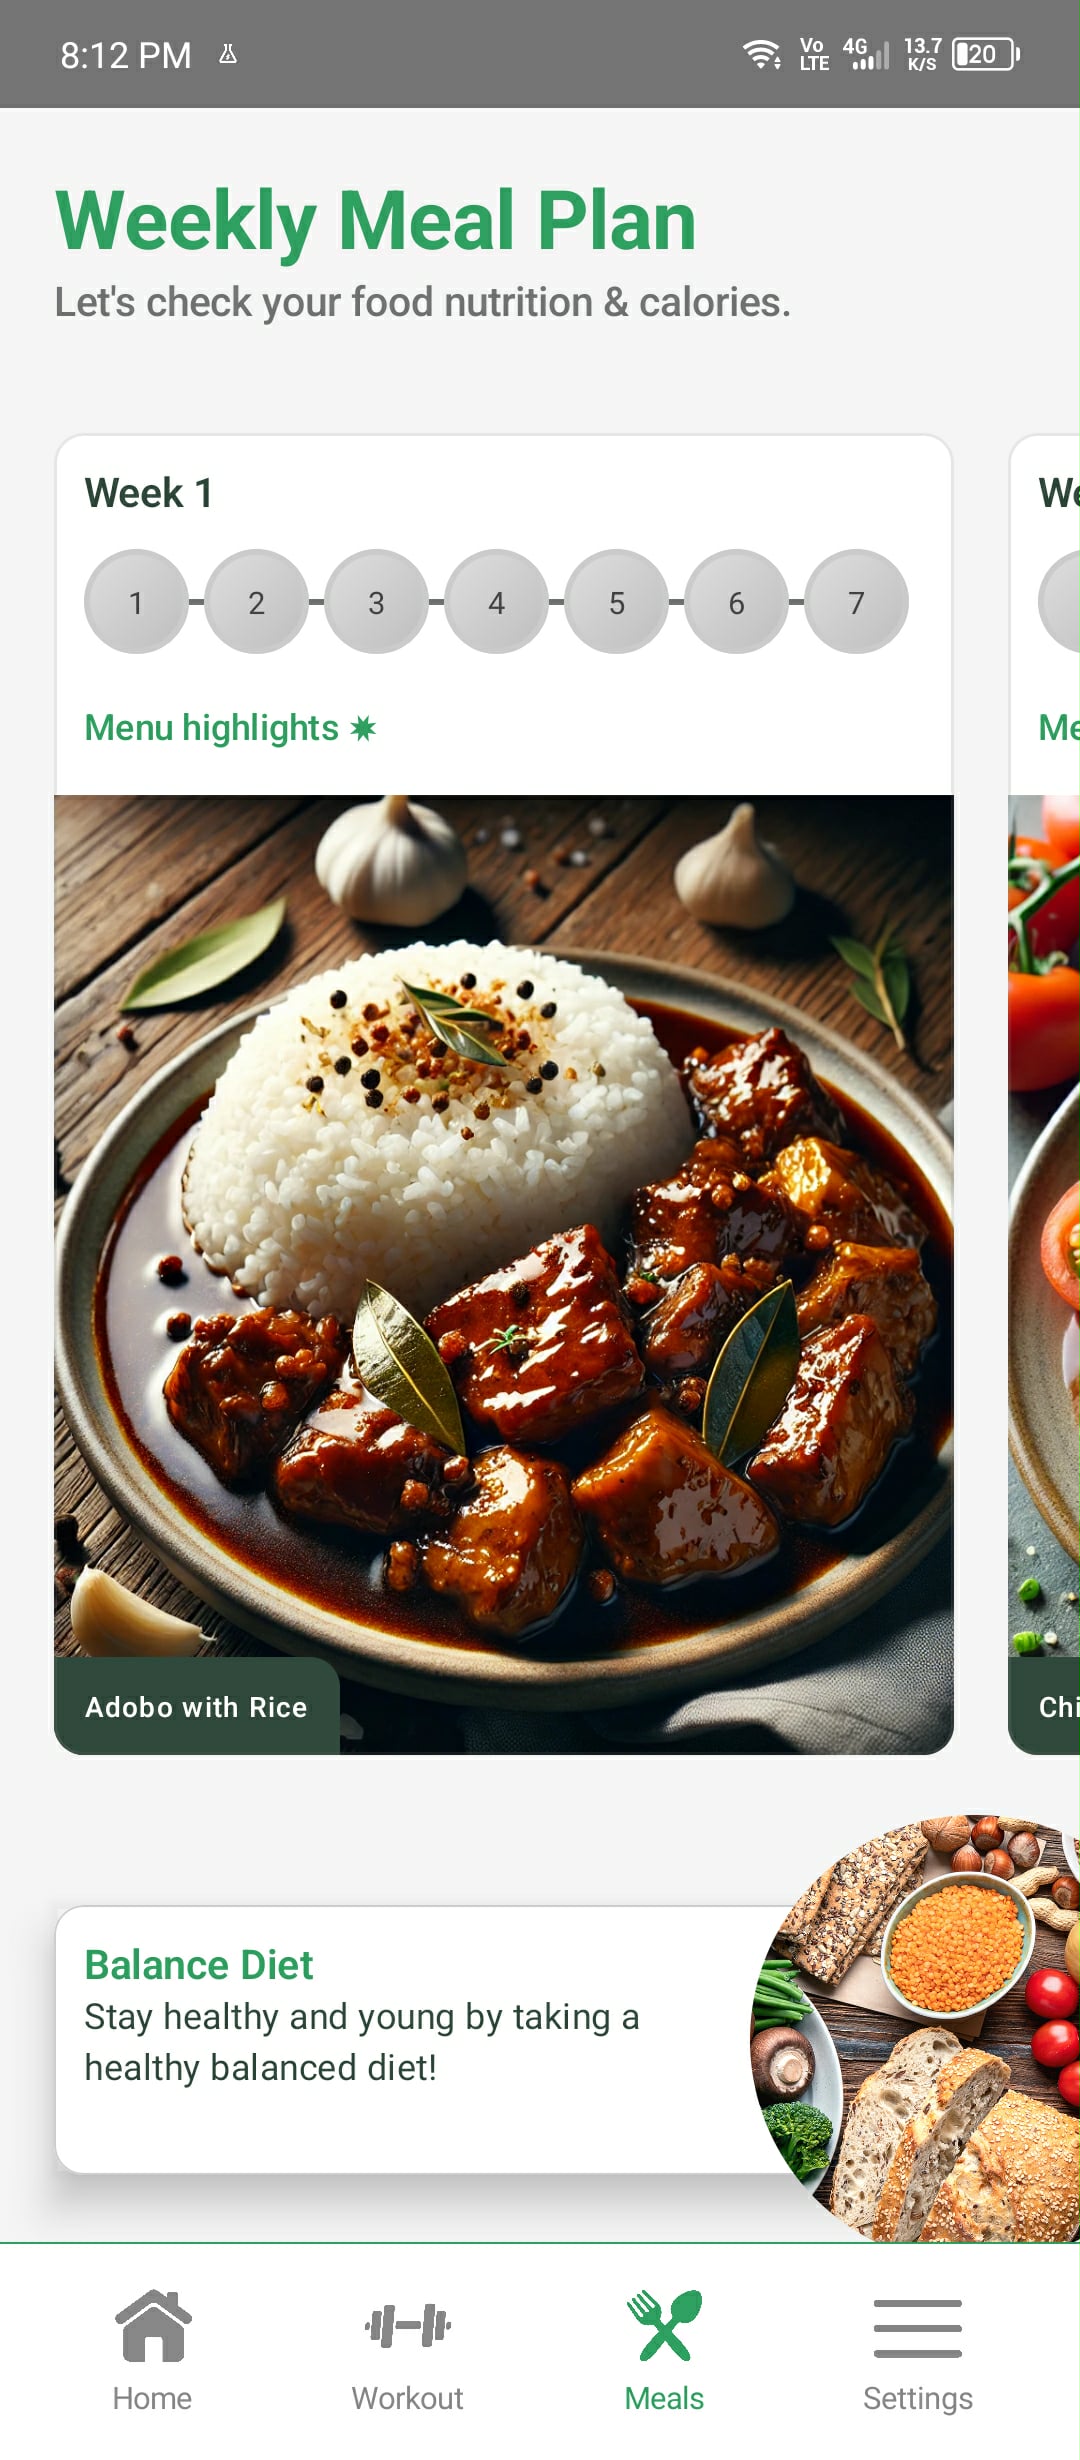 8:12 PM
Vo LTE 4G 13.7 K/S 20
Weekly Meal Plan
Let's check your food nutrition & calories.
Week 1
1 2 3 4 5 6 7
Menu highlights
Adobo with Rice
Balance Diet
Stay healthy and young by taking a
healthy balanced diet!
Home Workout Meals Settings